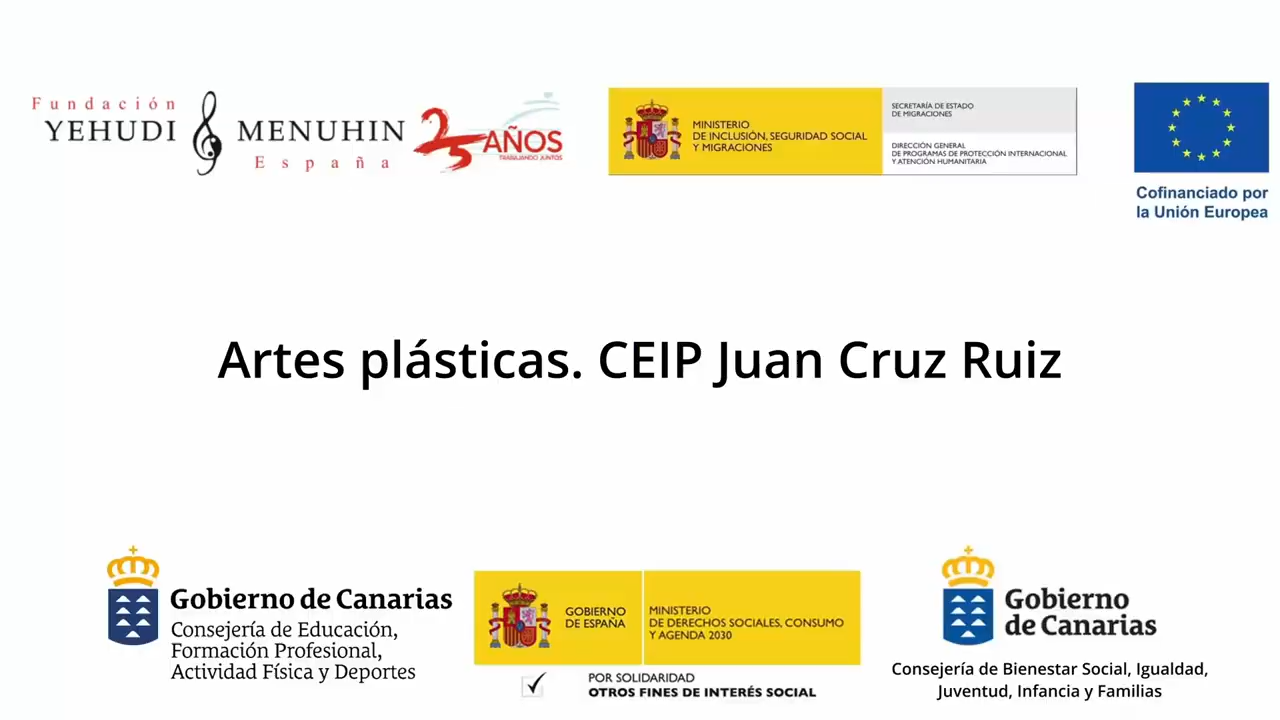 Fundación
YEHUDI MENUHIN
España
25 AÑOS
TRABAJANDO JUNTOS
MINISTERIO
DE INCLUSIÓN, SEGURIDAD SOCIAL
Y MIGRACIONES
SECRETARÍA DE ESTADO
DE MIGRACIONES
DIRECCIÓN GENERAL
DE PROGRAMAS DE PROTECCIÓN INTERNACIONAL
Y ATENCIÓN HUMANITARIA
Cofinanciado por
la Unión Europea
Artes plásticas. CEIP Juan Cruz Ruiz
Gobierno de Canarias
Consejería de Educación,
Formación Profesional,
Actividad Física y Deportes
GOBIERNO
DE ESPAÑA
MINISTERIO
DE DERECHOS SOCIALES, CONSUMO
Y AGENDA 2030
POR SOLIDARIDAD
OTROS FINES DE INTERÉS SOCIAL
Gobierno
de Canarias
Consejería de Bienestar Social, Igualdad,
Juventud, Infancia y Familias